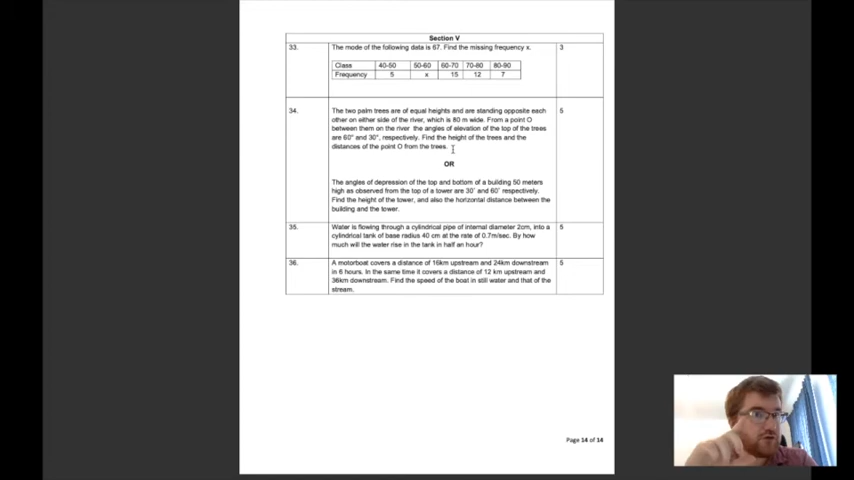 Section V
33. The mode of the following data is 67. Find the missing frequency x. 3
Class 40-50 50-60 60-70 70-80 80-90
Frequency 5 x 15 12 7
34. The two palm trees are of equal heights and are standing opposite each 5
other on either side of the river, which is 80 m wide. From a point O
between them on the river the angles of elevation of the top of the trees
are 60° and 30°, respectively. Find the height of the trees and the
distances of the point O from the trees.
OR
The angles of depression of the top and bottom of a building 50 meters
high as observed from the top of a tower are 30˚ and 60˚ respectively.
Find the height of the tower, and also the horizontal distance between the
building and the tower.
35. Water is flowing through a cylindrical pipe of internal diameter 2cm, into a 5
cylindrical tank of base radius 40 cm at the rate of 0.7m/sec. By how
much will the water rise in the tank in half an hour?
36. A motorboat covers a distance of 16km upstream and 24km downstream 5
in 6 hours. In the same time it covers a distance of 12 km upstream and
36km downstream. Find the speed of the boat in still water and that of the
stream.
Page 14 of 14